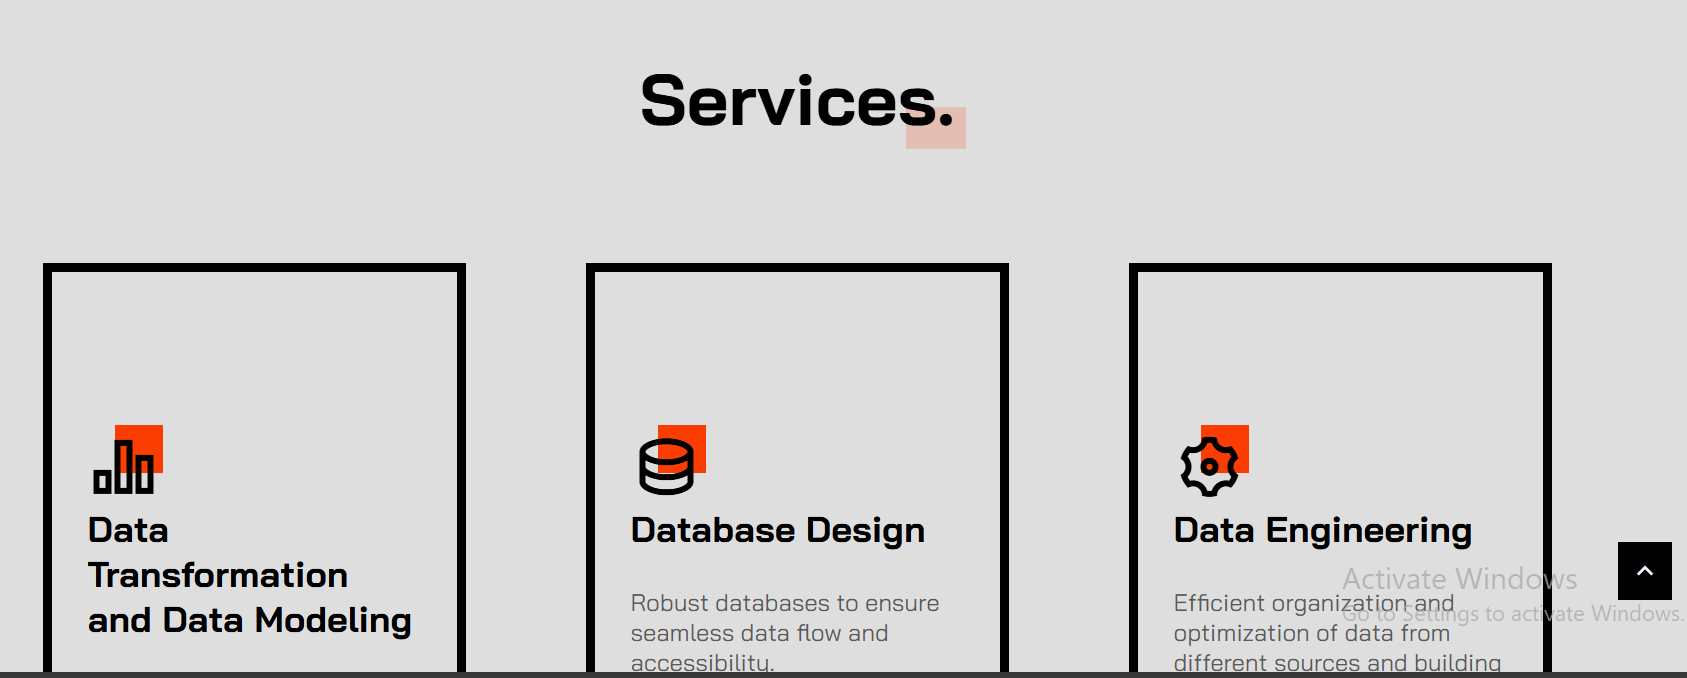 Services.
Data
Transformation
and Data Modeling
Database Design
Robust databases to ensure
seamless data flow and
accessibility.
Data Engineering
Efficient organization and
optimization of data from
different sources and building
Activate Windows
Go to Settings to activate Windows.